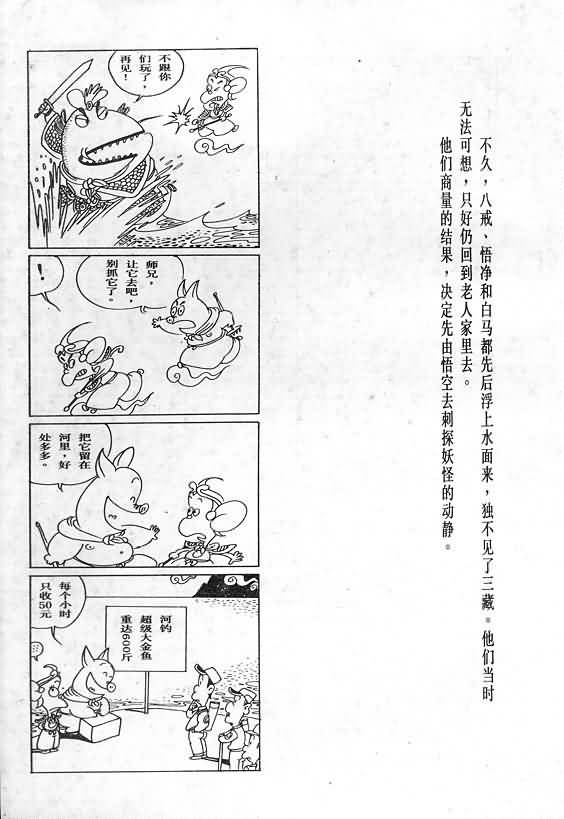 不久，八戒、悟净和白马都先后浮上水面来，独不见了三藏。他们当时
无法可想，只好仍回到老人家里去。
他们商量的结果，决定先由悟空去刺探妖怪的动静。
不跟你
们玩了，
再见！
师兄，
让它去吧，
别抓它了。
！
把它留在
河里，好
处多多。
河钓
超级大金鱼
重达600斤
每个小时
只收50元